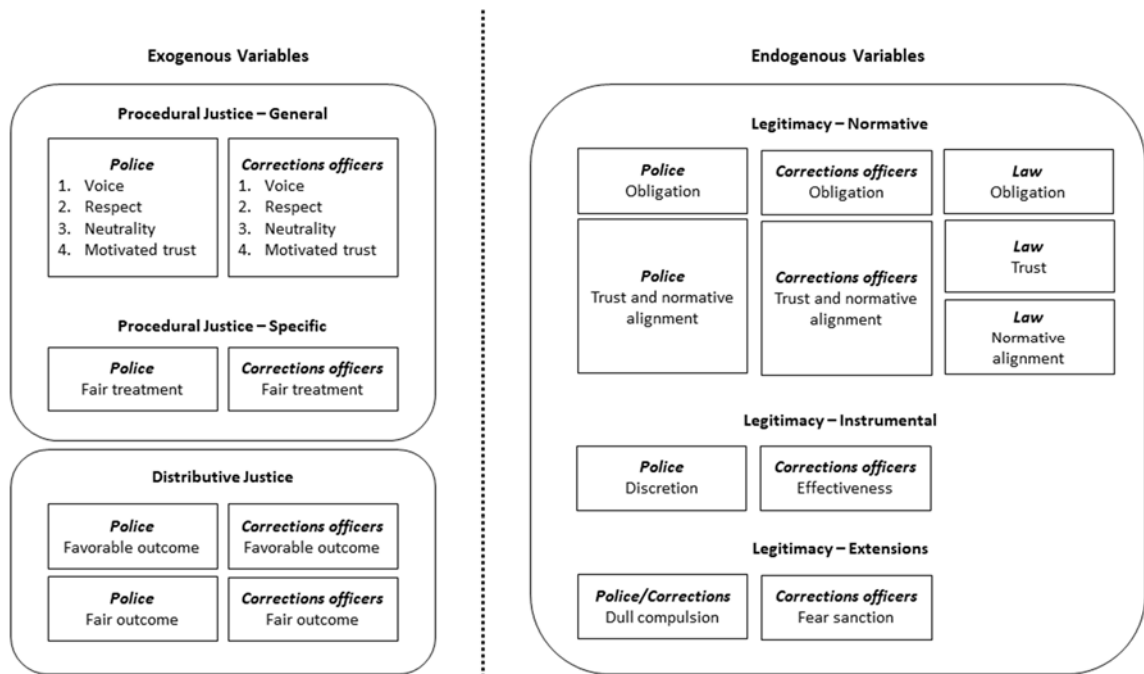 Exogenous Variables
Procedural Justice – General
Police
1. Voice
2. Respect
3. Neutrality
4. Motivated trust
Corrections officers
1. Voice
2. Respect
3. Neutrality
4. Motivated trust
Procedural Justice – Specific
Police
Fair treatment
Corrections officers
Fair treatment
Distributive Justice
Police
Favorable outcome
Corrections officers
Favorable outcome
Police
Fair outcome
Corrections officers
Fair outcome
Endogenous Variables
Legitimacy – Normative
Police
Obligation
Corrections officers
Obligation
Law
Obligation
Police
Trust and normative
alignment
Corrections officers
Trust and normative
alignment
Law
Trust
Law
Normative
alignment
Legitimacy – Instrumental
Police
Discretion
Corrections officers
Effectiveness
Legitimacy – Extensions
Police/Corrections
Dull compulsion
Corrections officers
Fear sanction